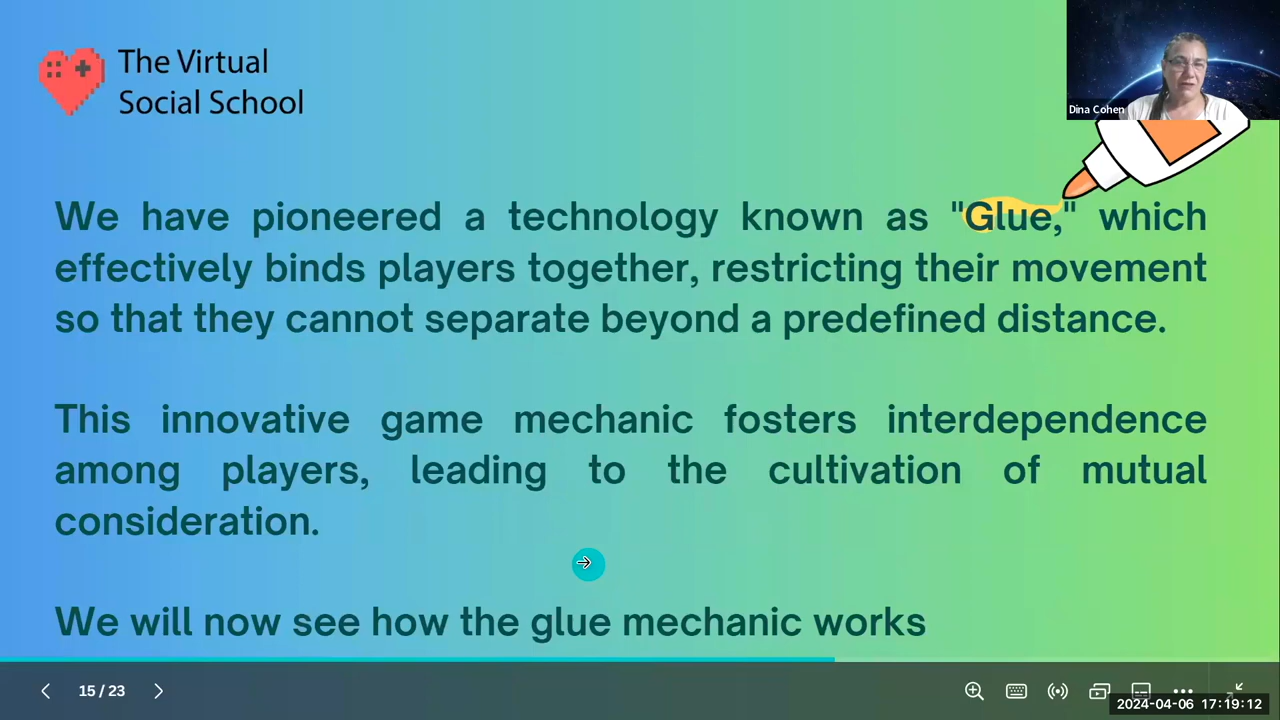 The Virtual
Social School
Dina Cohen
We have pioneered a technology known as "Glue," which
effectively binds players together, restricting their movement
so that they cannot separate beyond a predefined distance.
This innovative game mechanic fosters interdependence
among players, leading to the cultivation of mutual
consideration.
We will now see how the glue mechanic works
15 / 23
2024-04-06 17:19:12